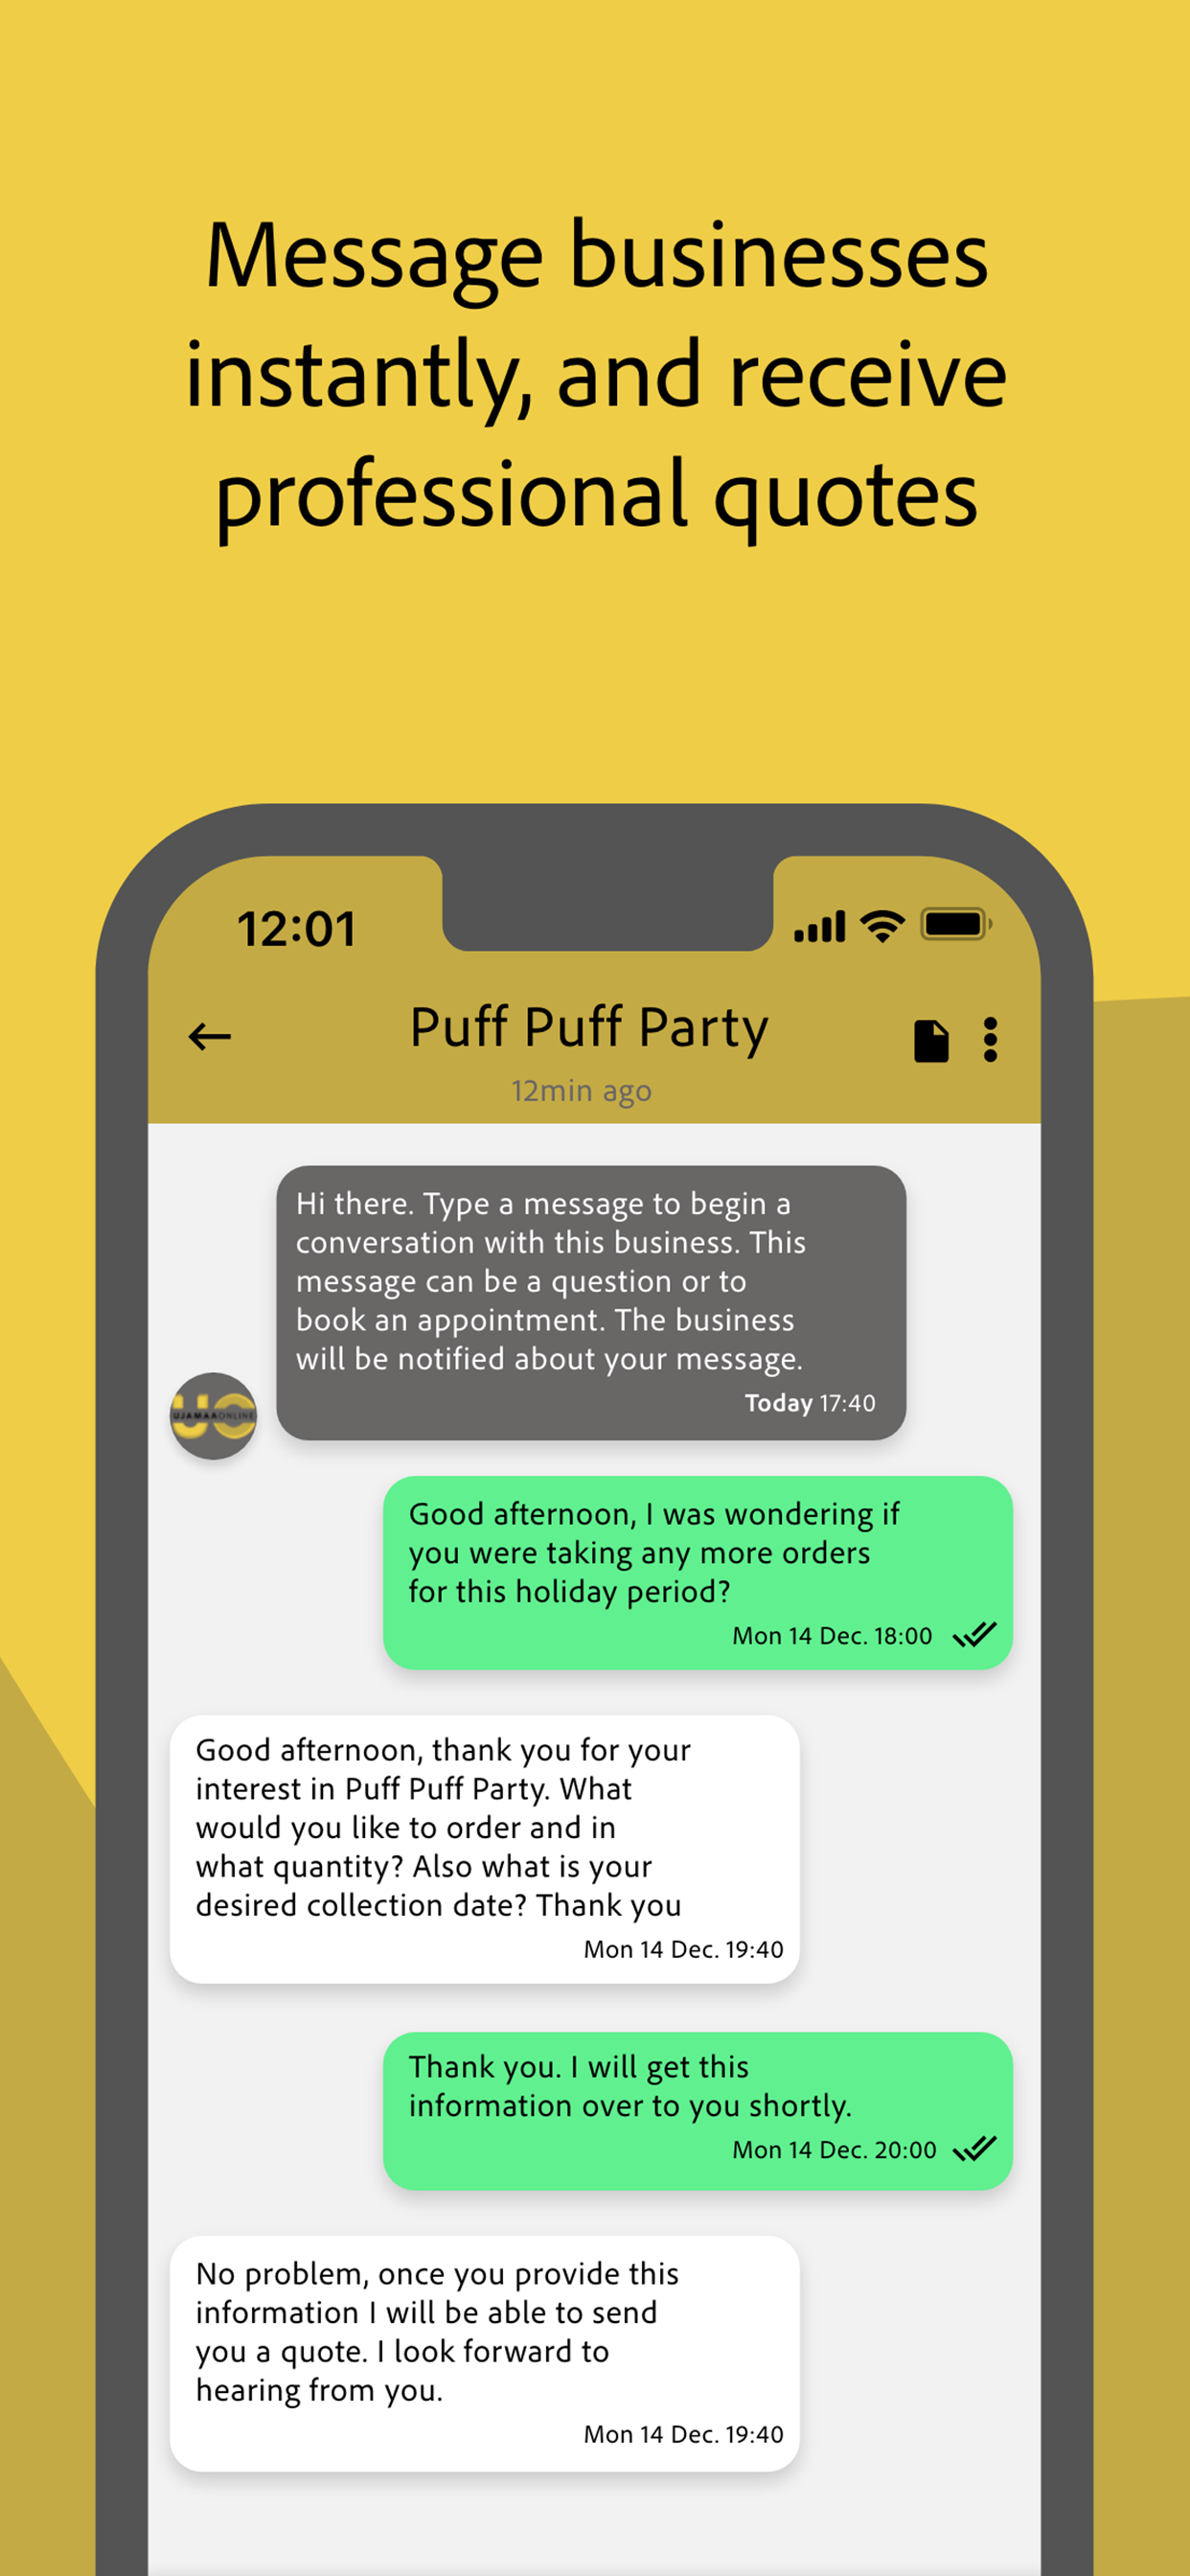 Message businesses
instantly, and receive
professional quotes
12:01
Puff Puff Party
12min ago
Hi there. Type a message to begin a
conversation with this business. This
message can be a question or to
book an appointment. The business
will be notified about your message.
Today 17:40
UO
UJAMAAONLINE
Good afternoon, I was wondering if
you were taking any more orders
for this holiday period?
Mon 14 Dec. 18:00
Good afternoon, thank you for your
interest in Puff Puff Party. What
would you like to order and in
what quantity? Also what is your
desired collection date? Thank you
Mon 14 Dec. 19:40
Thank you. I will get this
information over to you shortly.
Mon 14 Dec. 20:00
No problem, once you provide this
information I will be able to send
you a quote. I look forward to
hearing from you.
Mon 14 Dec. 19:40